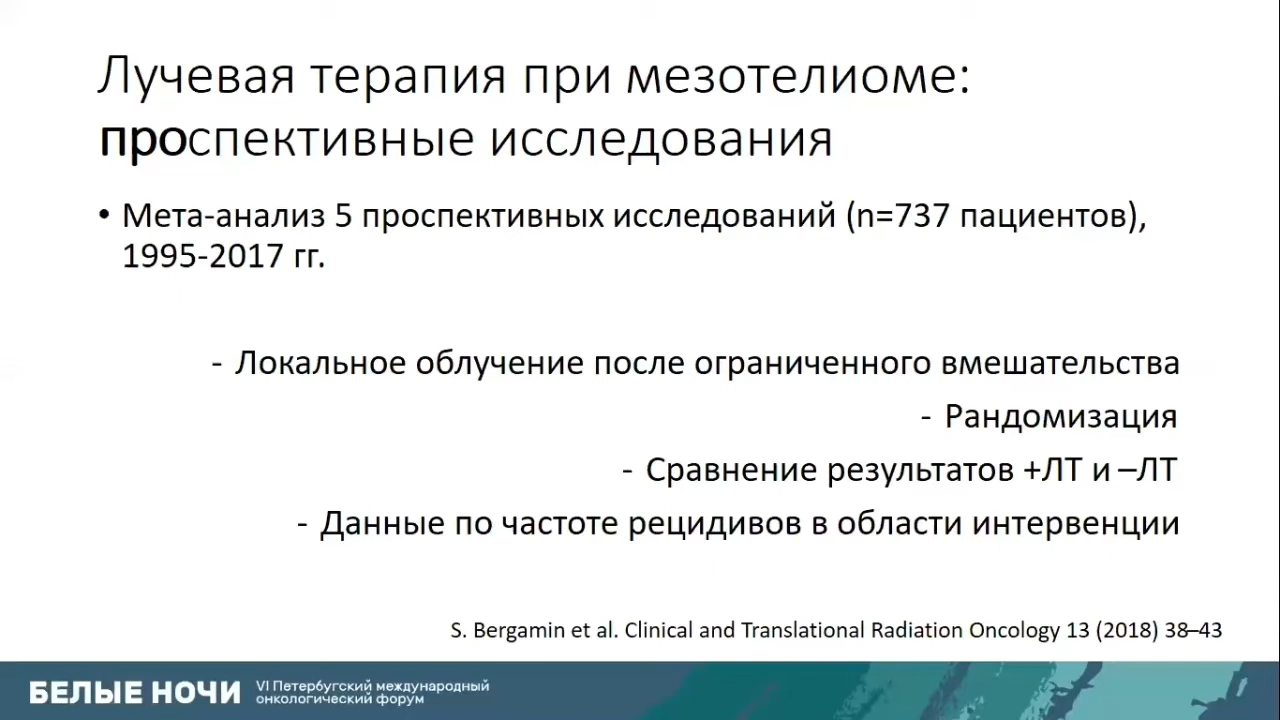 Лучевая терапия при мезотелиоме:
проспективные исследования
• Мета-анализ 5 проспективных исследований (n=737 пациентов),
1995-2017 гг.
- Локальное облучение после ограниченного вмешательства
- Рандомизация
- Сравнение результатов +ЛТ и –ЛТ
- Данные по частоте рецидивов в области интервенции
S. Bergamin et al. Clinical and Translational Radiation Oncology 13 (2018) 38–43
БЕЛЫЕ НОЧИ
VI Петербургский международный
онкологический форум